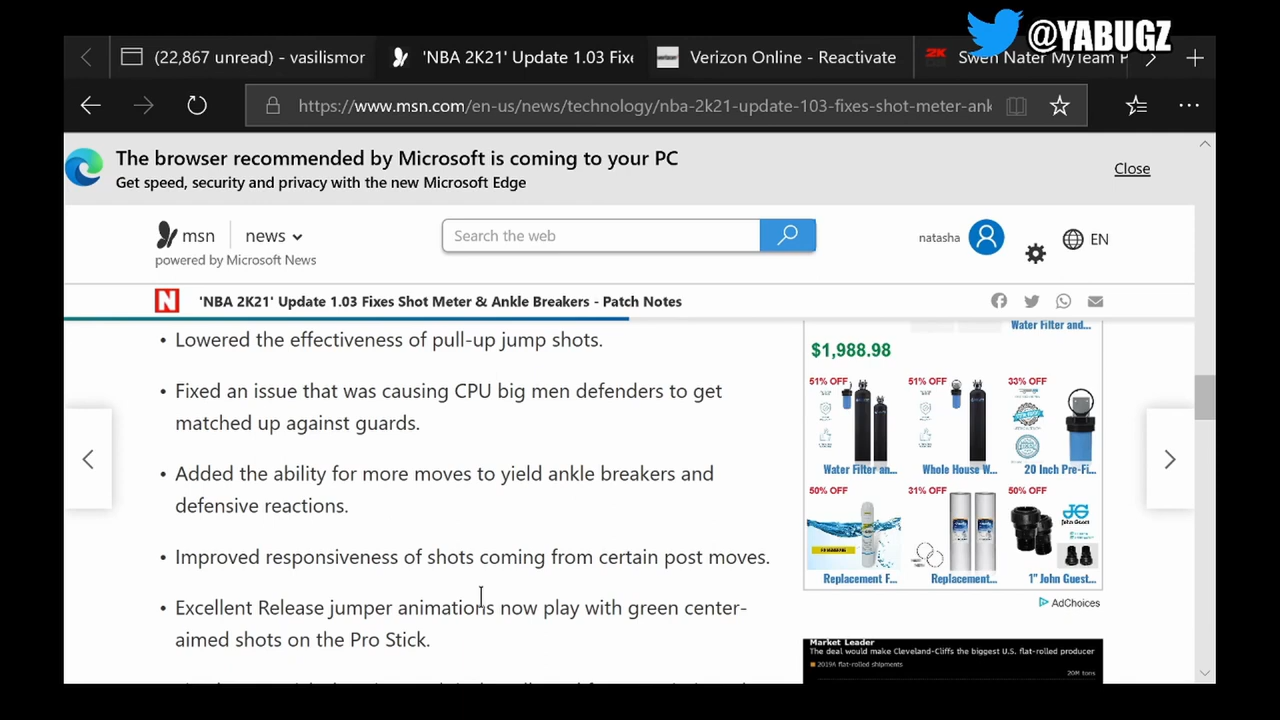 @YABUGZ
(22,867 unread) - vasilismor
'NBA 2K21' Update 1.03 Fixe
Verizon Online - Reactivate
2K
Swen Nater MyTeam P
https://www.msn.com/en-us/news/technology/nba-2k21-update-103-fixes-shot-meter-ank
The browser recommended by Microsoft is coming to your PC
Get speed, security and privacy with the new Microsoft Edge
Close
msn
news
powered by Microsoft News
Search the web
natasha
EN
N
'NBA 2K21' Update 1.03 Fixes Shot Meter & Ankle Breakers - Patch Notes
• Lowered the effectiveness of pull-up jump shots.
• Fixed an issue that was causing CPU big men defenders to get
matched up against guards.
• Added the ability for more moves to yield ankle breakers and
defensive reactions.
• Improved responsiveness of shots coming from certain post moves.
• Excellent Release jumper animations now play with green center-
aimed shots on the Pro Stick.
Water Filter and...
$1,988.98
51% OFF
51% OFF
33% OFF
Water Filter an...
Whole House W...
20 Inch Pre-Fi...
50% OFF
31% OFF
50% OFF
John Guest
Replacement F...
Replacement...
1" John Guest...
AdChoices
Market Leader
The deal would make Cleveland-Cliffs the biggest U.S. flat-rolled producer
2019A flat-rolled shipments
20M tons